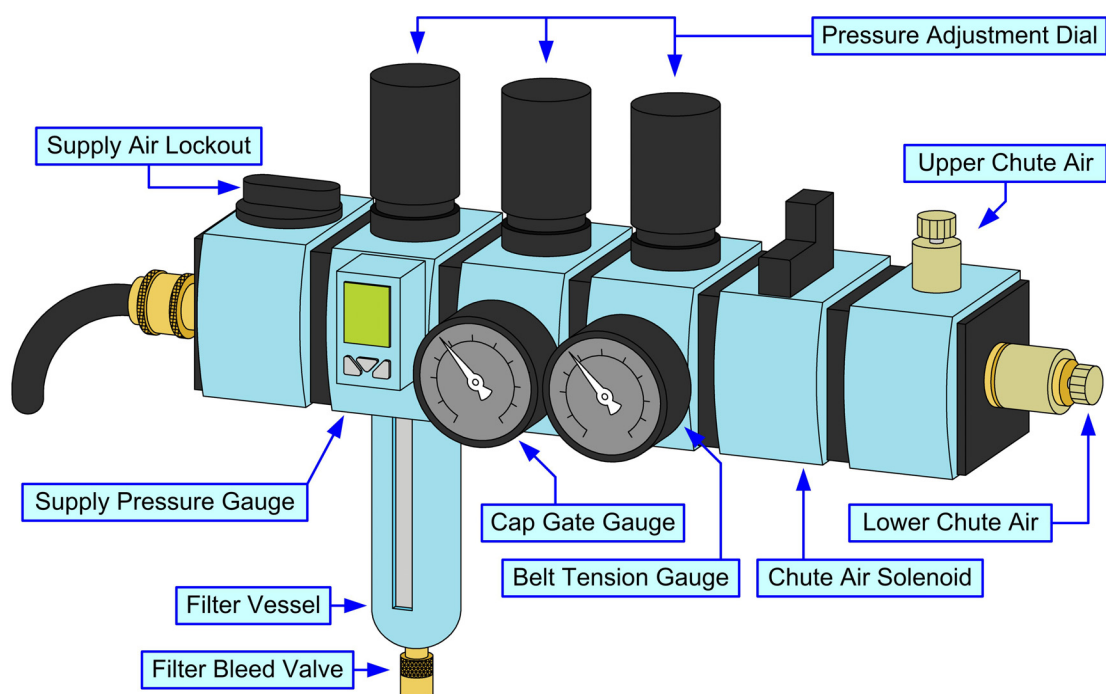 Pressure Adjustment Dial
Supply Air Lockout
Upper Chute Air
Supply Pressure Gauge
Cap Gate Gauge
Lower Chute Air
Belt Tension Gauge
Chute Air Solenoid
Filter Vessel
Filter Bleed Valve